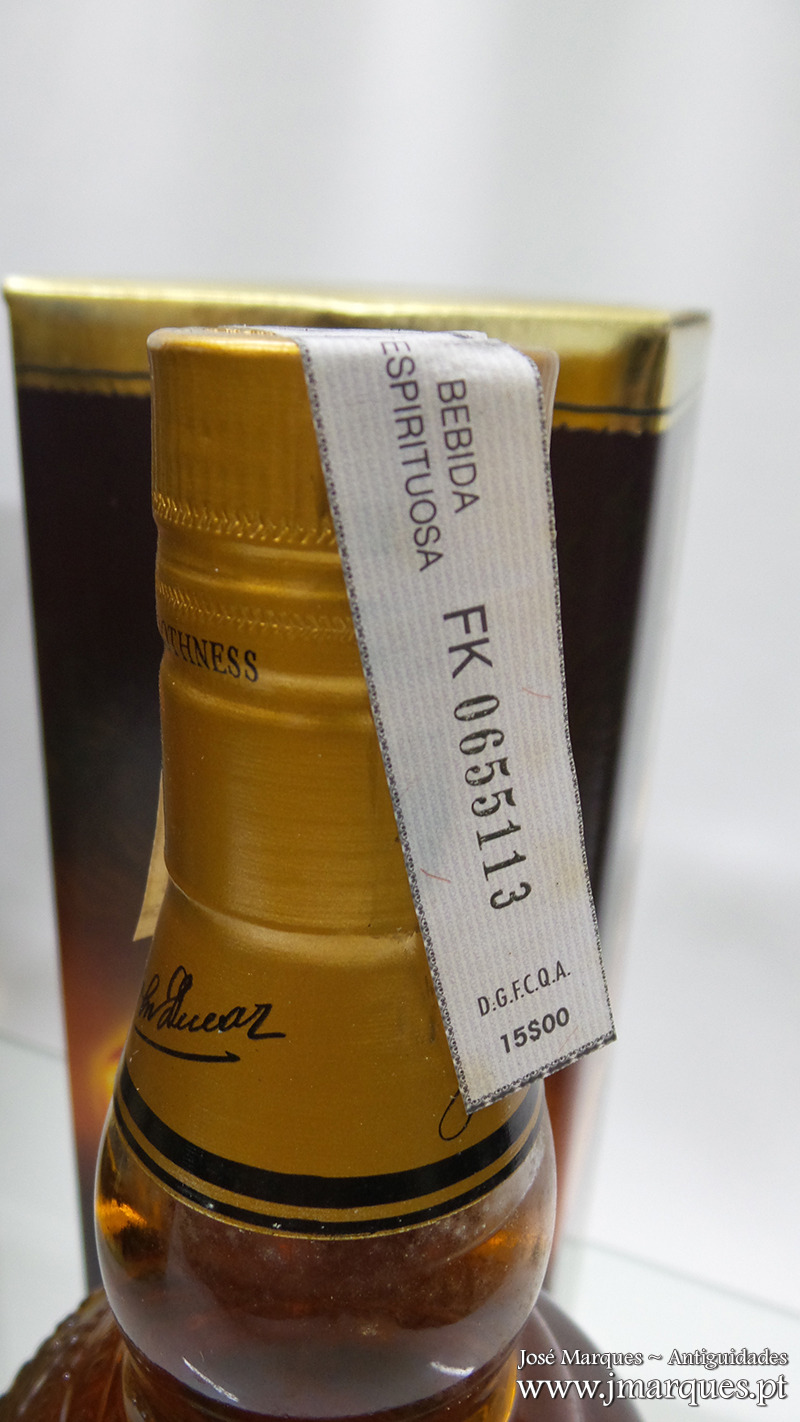 BEBIDA
ESPIRITUOSA
FK 0655113
D.G.F.C.Q.A.
15$00
José Marques ~ Antiguidades
www.jmarques.pt